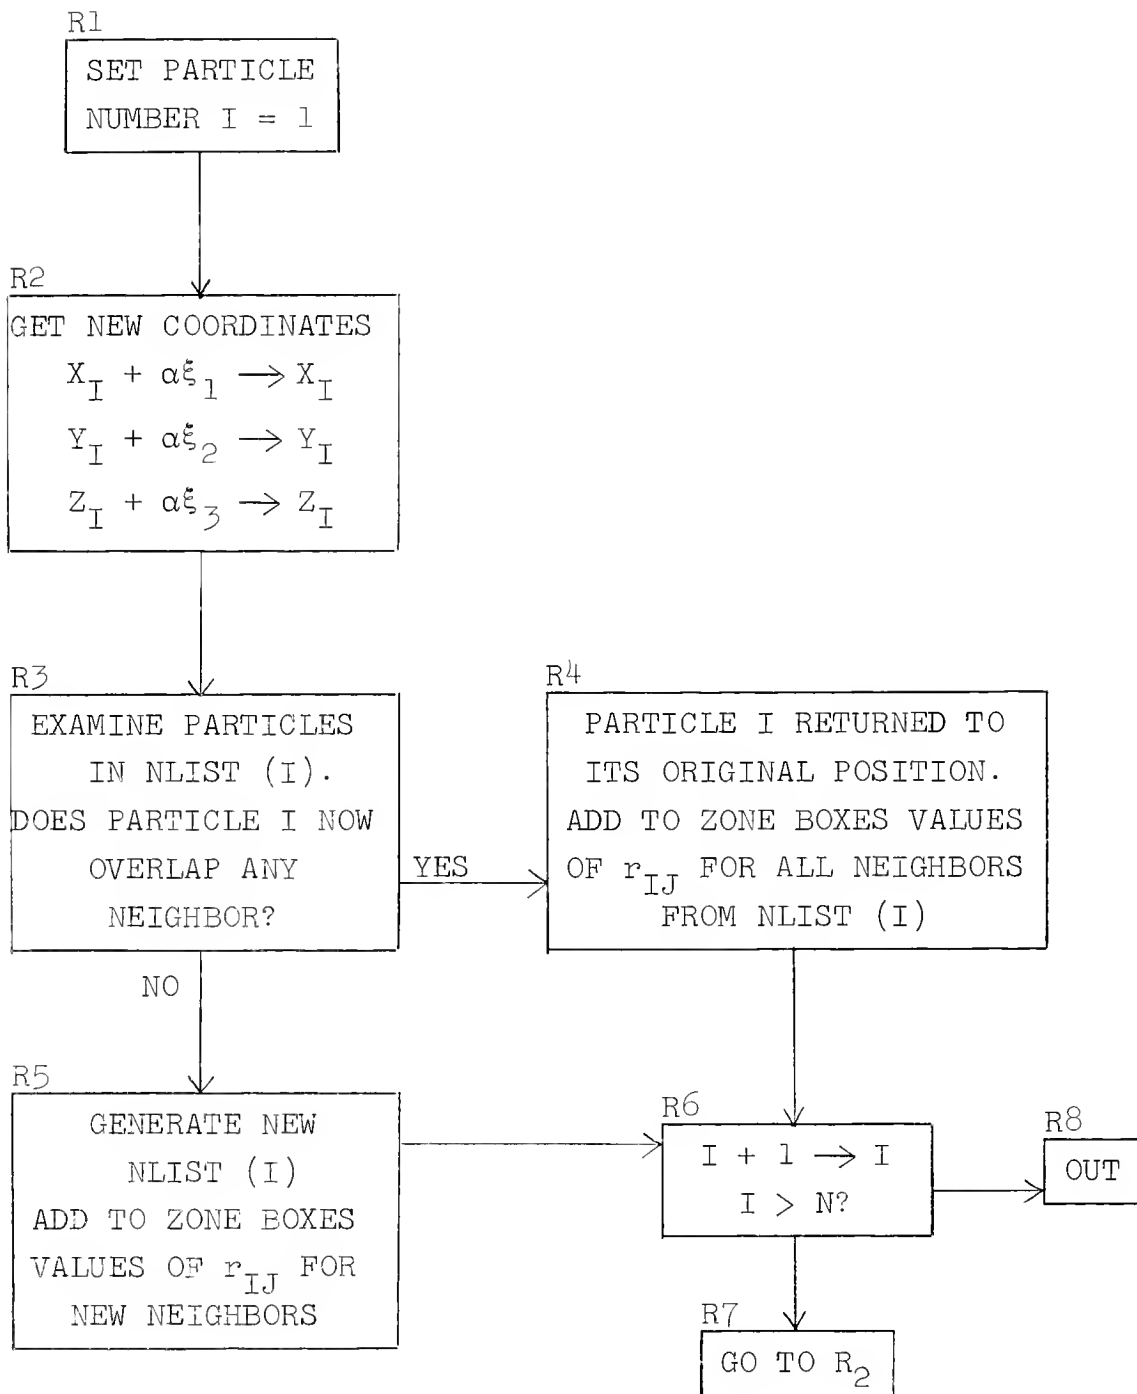 R1
SET PARTICLE
NUMBER I = 1
R2
GET NEW COORDINATES
X_I + αξ_1 → X_I
Y_I + αξ_2 → Y_I
Z_I + αξ_3 → Z_I
R3
EXAMINE PARTICLES
IN NLIST (I).
DOES PARTICLE I NOW
OVERLAP ANY
NEIGHBOR?
YES
R4
PARTICLE I RETURNED TO
ITS ORIGINAL POSITION.
ADD TO ZONE BOXES VALUES
OF r_IJ FOR ALL NEIGHBORS
FROM NLIST (I)
NO
R5
GENERATE NEW
NLIST (I)
ADD TO ZONE BOXES
VALUES OF r_IJ FOR
NEW NEIGHBORS
R6
I + 1 → I
I > N?
R8
OUT
R7
GO TO R_2